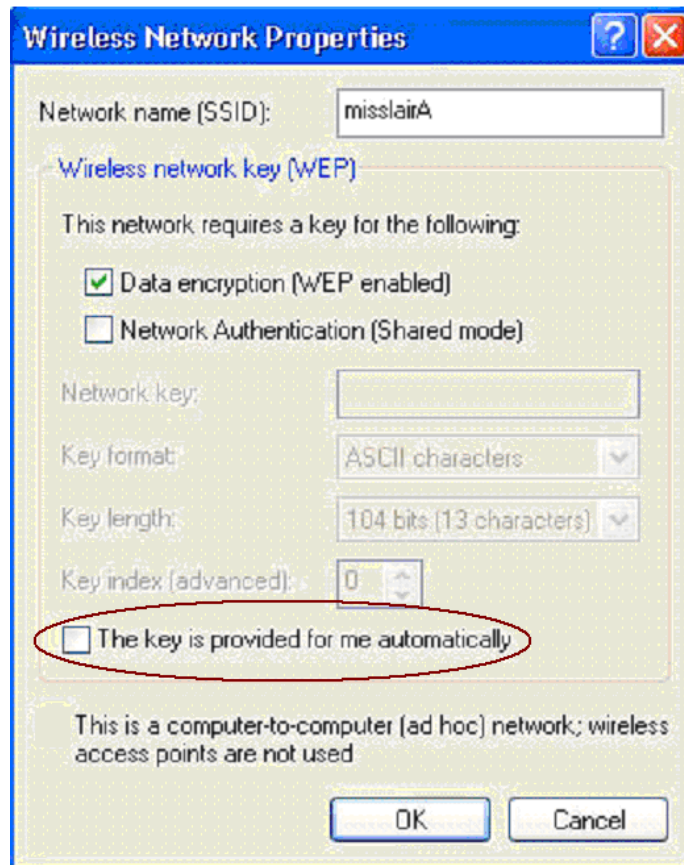 Wireless Network Properties
Network name (SSID): misslairA
Wireless network key (WEP)
This network requires a key for the following:
Data encryption (WEP enabled)
Network Authentication (Shared mode)
Network key:
Key format: ASCII characters
Key length: 104 bits (13 characters)
Key index (advanced): 0
The key is provided for me automatically
This is a computer-to-computer (ad hoc) network; wireless
access points are not used
OK Cancel